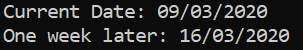 Current Date: 09/03/2020
One week later: 16/03/2020